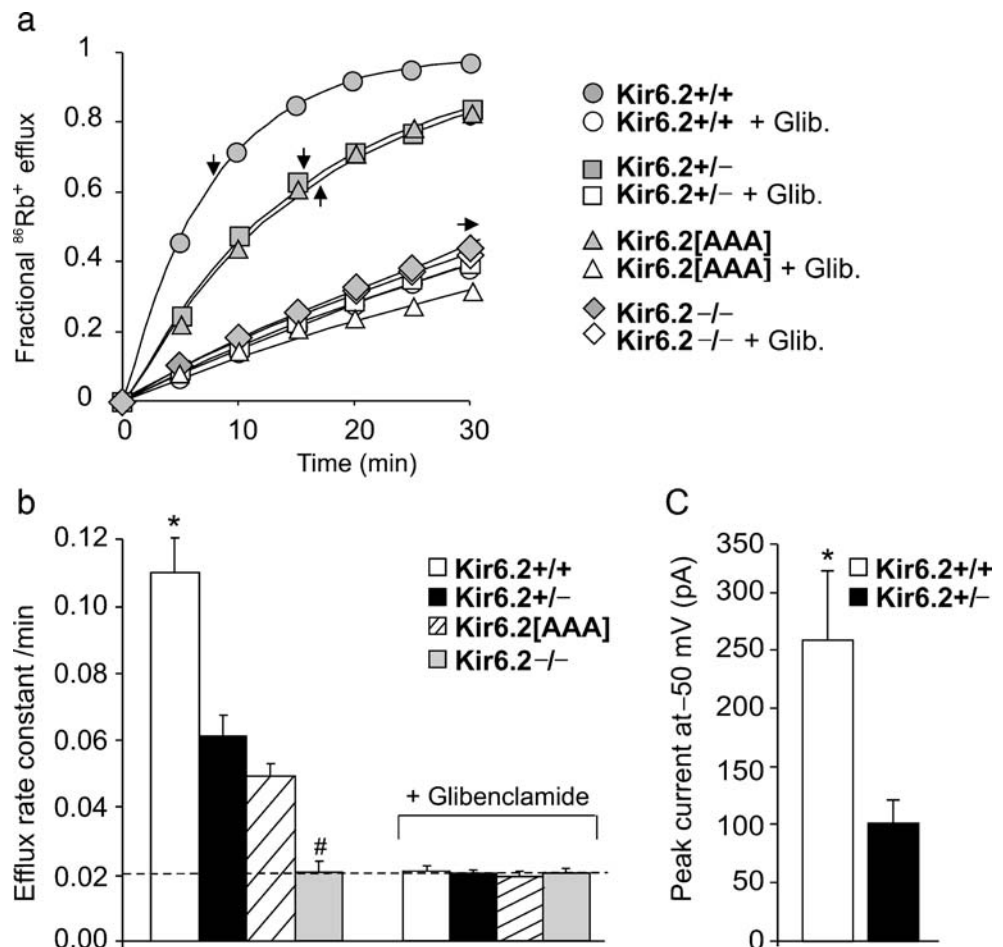 a
Fractional ⁸⁶Rb⁺ efflux
1
0.8
0.6
0.4
0.2
0
0 10 20 30
Time (min)
Kir6.2+/+
Kir6.2+/+ + Glib.
Kir6.2+/−
Kir6.2+/− + Glib.
Kir6.2[AAA]
Kir6.2[AAA] + Glib.
Kir6.2−/−
Kir6.2−/− + Glib.
b
Efflux rate constant /min
0.12
0.10
0.08
0.06
0.04
0.02
0.00
*
#
Kir6.2+/+
Kir6.2+/−
Kir6.2[AAA]
Kir6.2−/−
+ Glibenclamide
C
Peak current at−50 mV (pA)
350
300
250
200
150
100
50
0
*
Kir6.2+/+
Kir6.2+/−